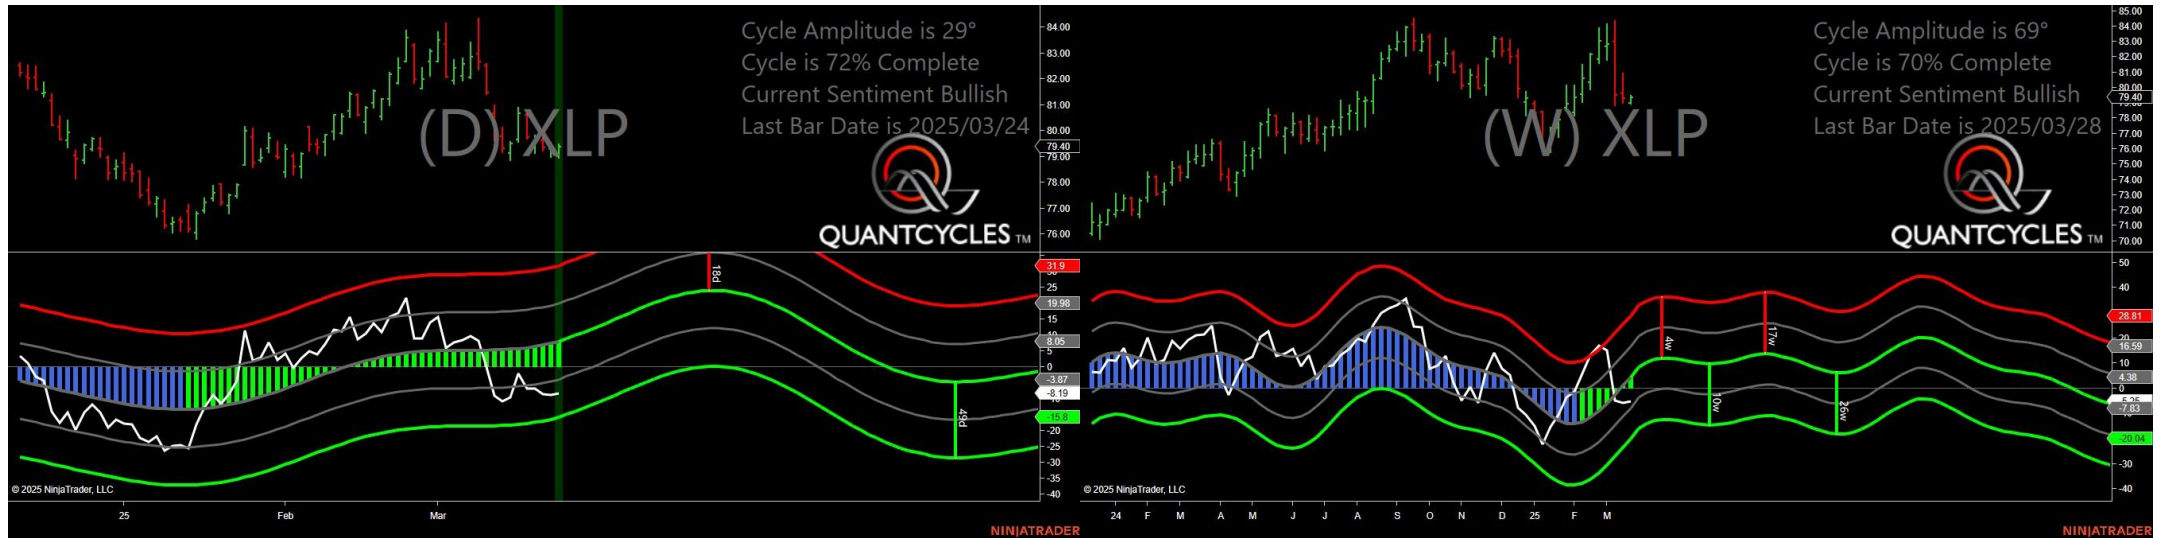 Cycle Amplitude is 29°
Cycle is 72% Complete
Current Sentiment Bullish
Last Bar Date is 2025/03/24
(D) XLP
QUANTCYCLES TM
84.00
83.00
82.00
81.00
80.00
79.40
79.00
78.00
77.00
76.00
18d
49d
31.9
25
19.98
15
10
8.05
5
0
-3.87
-8.19
-15.8
-20
-25
-30
-35
-40
© 2025 NinjaTrader, LLC
25 Feb Mar
NINJATRADER
Cycle Amplitude is 69°
Cycle is 70% Complete
Current Sentiment Bullish
Last Bar Date is 2025/03/28
(W) XLP
QUANTCYCLES TM
85.00
84.00
83.00
82.00
81.00
80.00
79.40
78.00
77.00
76.00
75.00
74.00
73.00
72.00
71.00
70.00
4w
17w
10w
26w
50
40
28.81
20
16.59
10
4.38
0
-5.25
-7.83
-20.04
-30
-40
© 2025 NinjaTrader, LLC
24 F M A M J J A S O N D 25 F M
NINJATRADER